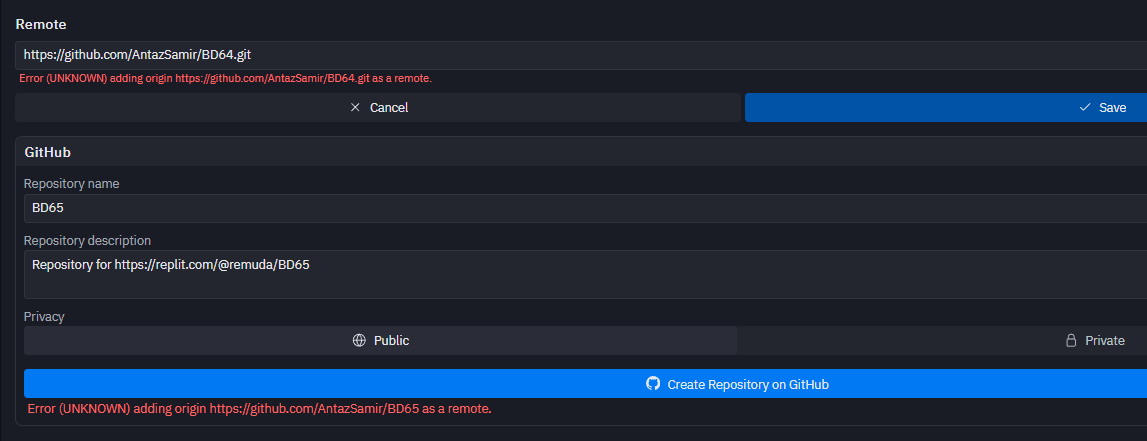 Remote
https://github.com/AntazSamir/BD64.git
Error (UNKNOWN) adding origin https://github.com/AntazSamir/BD64.git as a remote.
Cancel
Save
GitHub
Repository name
BD65
Repository description
Repository for https://replit.com/@remuda/BD65
Privacy
Public
Private
Create Repository on GitHub
Error (UNKNOWN) adding origin https://github.com/AntazSamir/BD65 as a remote.